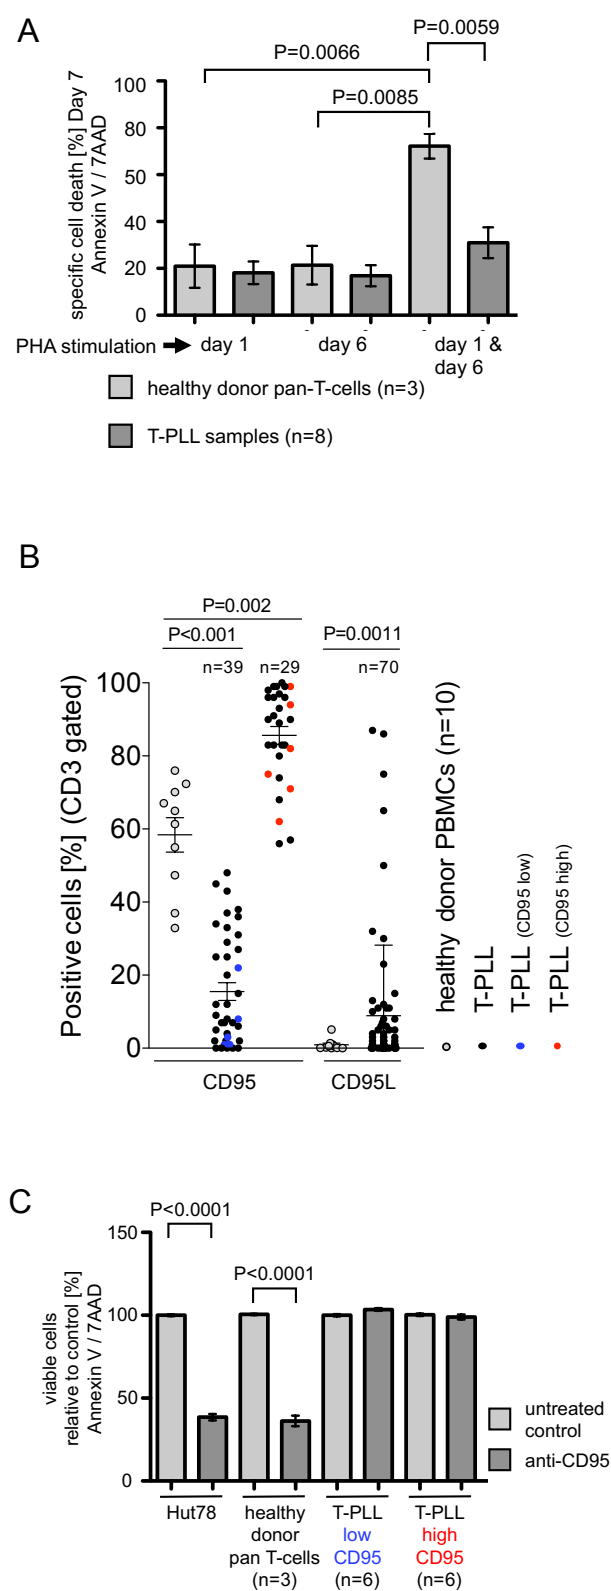 A
P=0.0059
P=0.0066
P=0.0085
specific cell death [%] Day 7
Annexin V / 7AAD
100
80
60
40
20
0
PHA stimulation
day 1
day 6
day 1 &
day 6
healthy donor pan-T-cells (n=3)
T-PLL samples (n=8)
B
P=0.002
P<0.001
P=0.0011
n=39
n=29
n=70
Positive cells [%] (CD3 gated)
100
80
60
40
20
0
CD95
CD95L
healthy donor PBMCs (n=10)
T-PLL
T-PLL (CD95 low)
T-PLL (CD95 high)
C
P<0.0001
P<0.0001
viable cells
relative to control [%]
Annexin V / 7AAD
150
100
50
0
untreated
control
anti-CD95
Hut78
healthy
donor
pan T-cells
(n=3)
T-PLL
low
CD95
(n=6)
T-PLL
high
CD95
(n=6)